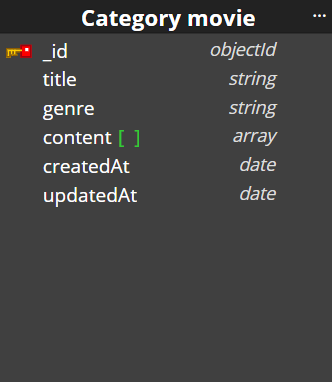 Category movie ...
_id objectId
title string
genre string
content [ ] array
createdAt date
updatedAt date